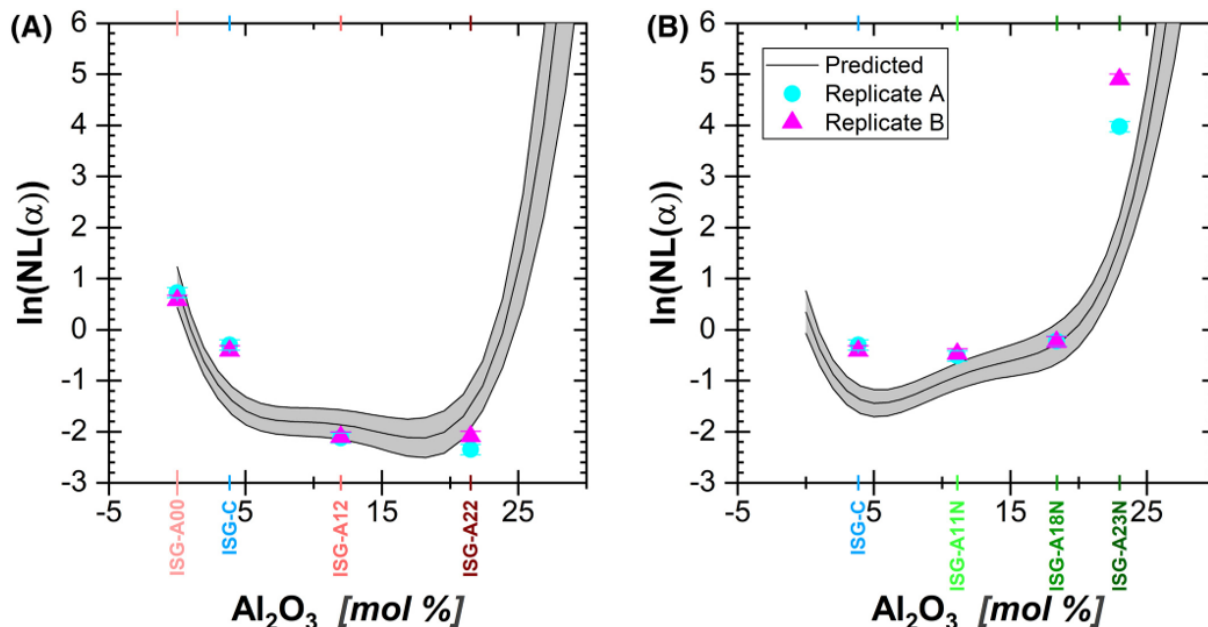 (A)
6
5
4
3
2
1
0
-1
-2
-3
ln(NL(α))
-5
5
15
25
ISG-A00
ISG-C
ISG-A12
ISG-A22
Al₂O₃ [mol %]
(B)
6
5
4
3
2
1
0
-1
-2
-3
ln(NL(α))
Predicted
Replicate A
Replicate B
-5
5
15
25
ISG-C
ISG-A11N
ISG-A18N
ISG-A23N
Al₂O₃ [mol %]